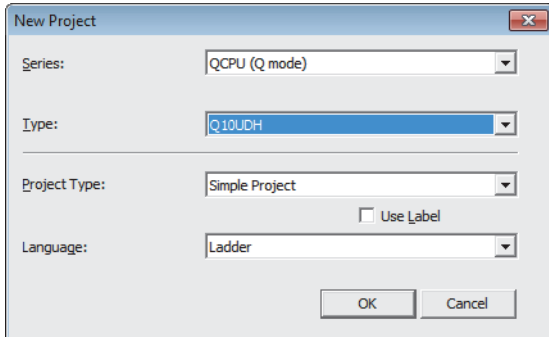 New Project
Series: QCPU (Q mode)
Type: Q10UDH
Project Type: Simple Project
Use Label
Language: Ladder
OK Cancel